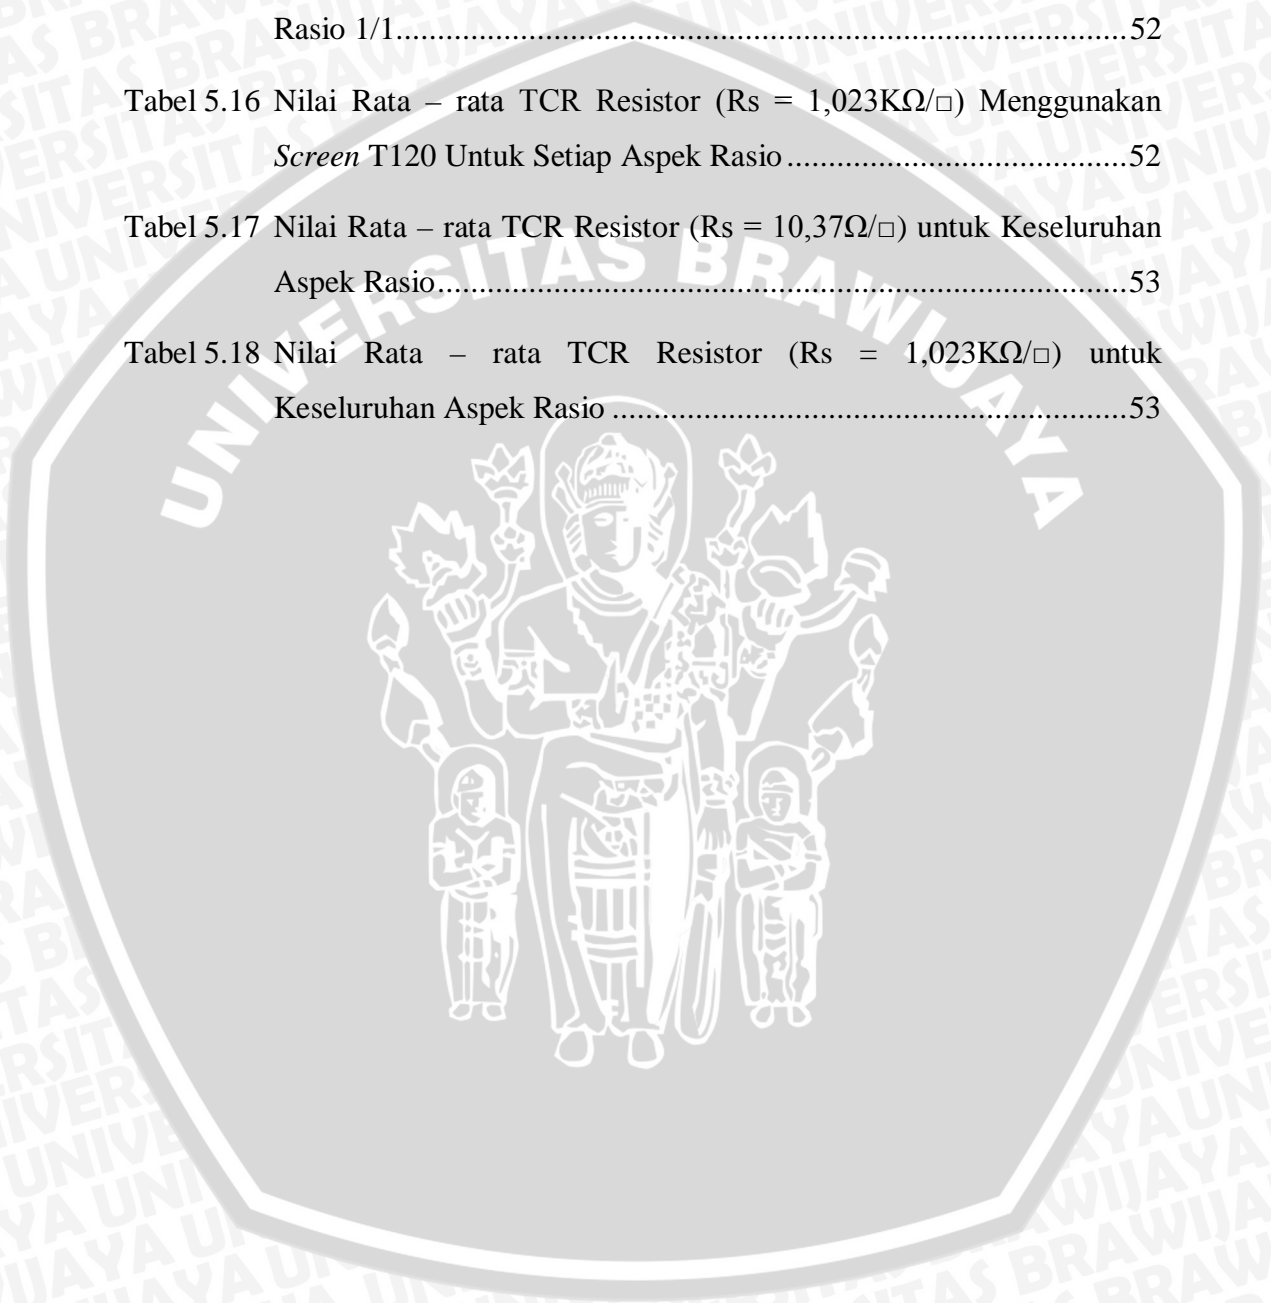 Rasio 1/1........................................................................................52
Tabel 5.16 Nilai Rata – rata TCR Resistor (Rs = 1,023KΩ/□) Menggunakan
Screen T120 Untuk Setiap Aspek Rasio.........................................52
Tabel 5.17 Nilai Rata – rata TCR Resistor (Rs = 10,37Ω/□) untuk Keseluruhan
Aspek Rasio...................................................................................53
Tabel 5.18 Nilai Rata – rata TCR Resistor (Rs = 1,023KΩ/□) untuk
Keseluruhan Aspek Rasio..................................................................53
UNIVERSITAS BRAWIJAYA